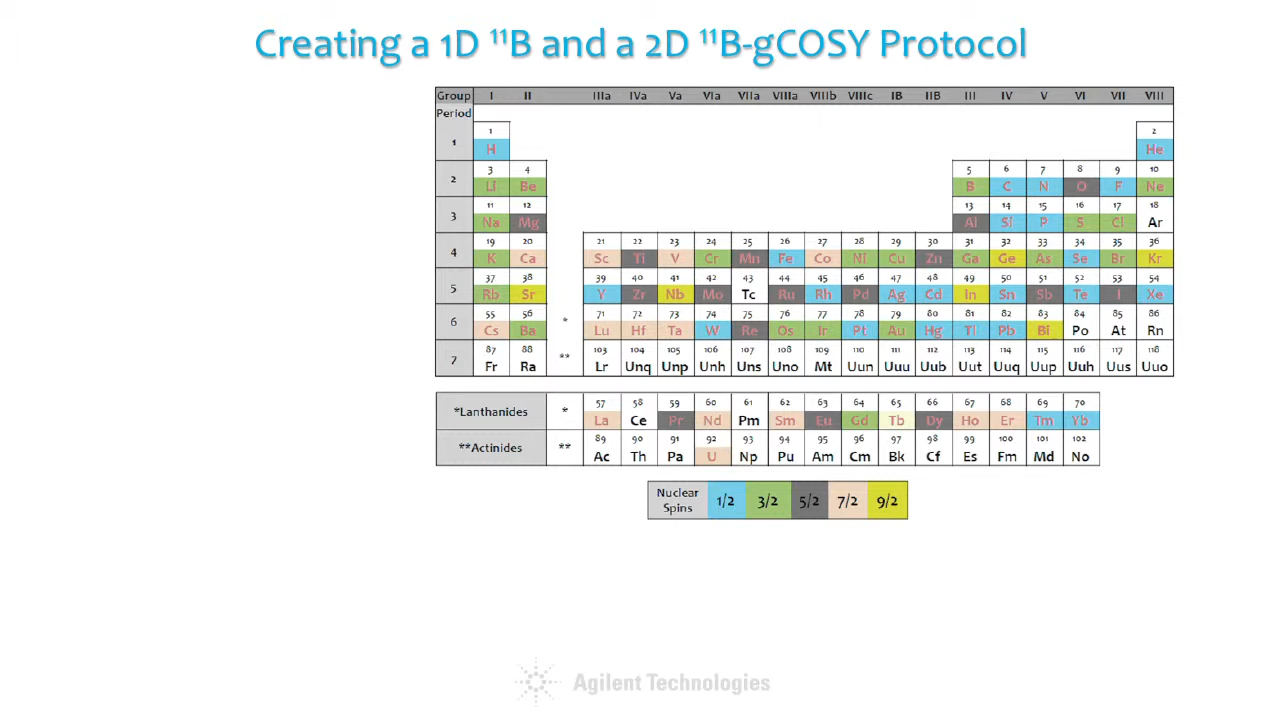 Creating a 1D ¹¹B and a 2D ¹¹B-gCOSY Protocol
Group I II IIIa IVa Va VIa VIIa VIIIa VIIIb VIIIc IB IIB III IV V VI VII VIII
Period
1 2
1 H He
3 4 5 6 7 8 9 10
2 Li Be B C N O F Ne
11 12 13 14 15 16 17 18
3 Na Mg Al Si P S Cl Ar
19 20 21 22 23 24 25 26 27 28 29 30 31 32 33 34 35 36
4 K Ca Sc Ti V Cr Mn Fe Co Ni Cu Zn Ga Ge As Se Br Kr
37 38 39 40 41 42 43 44 45 46 47 48 49 50 51 52 53 54
5 Rb Sr Y Zr Nb Mo Tc Ru Rh Pd Ag Cd In Sn Sb Te I Xe
55 56 71 72 73 74 75 76 77 78 79 80 81 82 83 84 85 86
6 Cs Ba * Lu Hf Ta W Re Os Ir Pt Au Hg Tl Pb Bi Po At Rn
87 88 103 104 105 106 107 108 109 110 111 112 113 114 115 116 117 118
7 Fr Ra ** Lr Unq Unp Unh Uns Uno Mt Uun Uuu Uub Uut Uuq Uup Uuh Uus Uuo
57 58 59 60 61 62 63 64 65 66 67 68 69 70
*Lanthanides * La Ce Pr Nd Pm Sm Eu Gd Tb Dy Ho Er Tm Yb
89 90 91 92 93 94 95 96 97 98 99 100 101 102
**Actinides ** Ac Th Pa U Np Pu Am Cm Bk Cf Es Fm Md No
Nuclear
Spins 1/2 3/2 5/2 7/2 9/2
Agilent Technologies